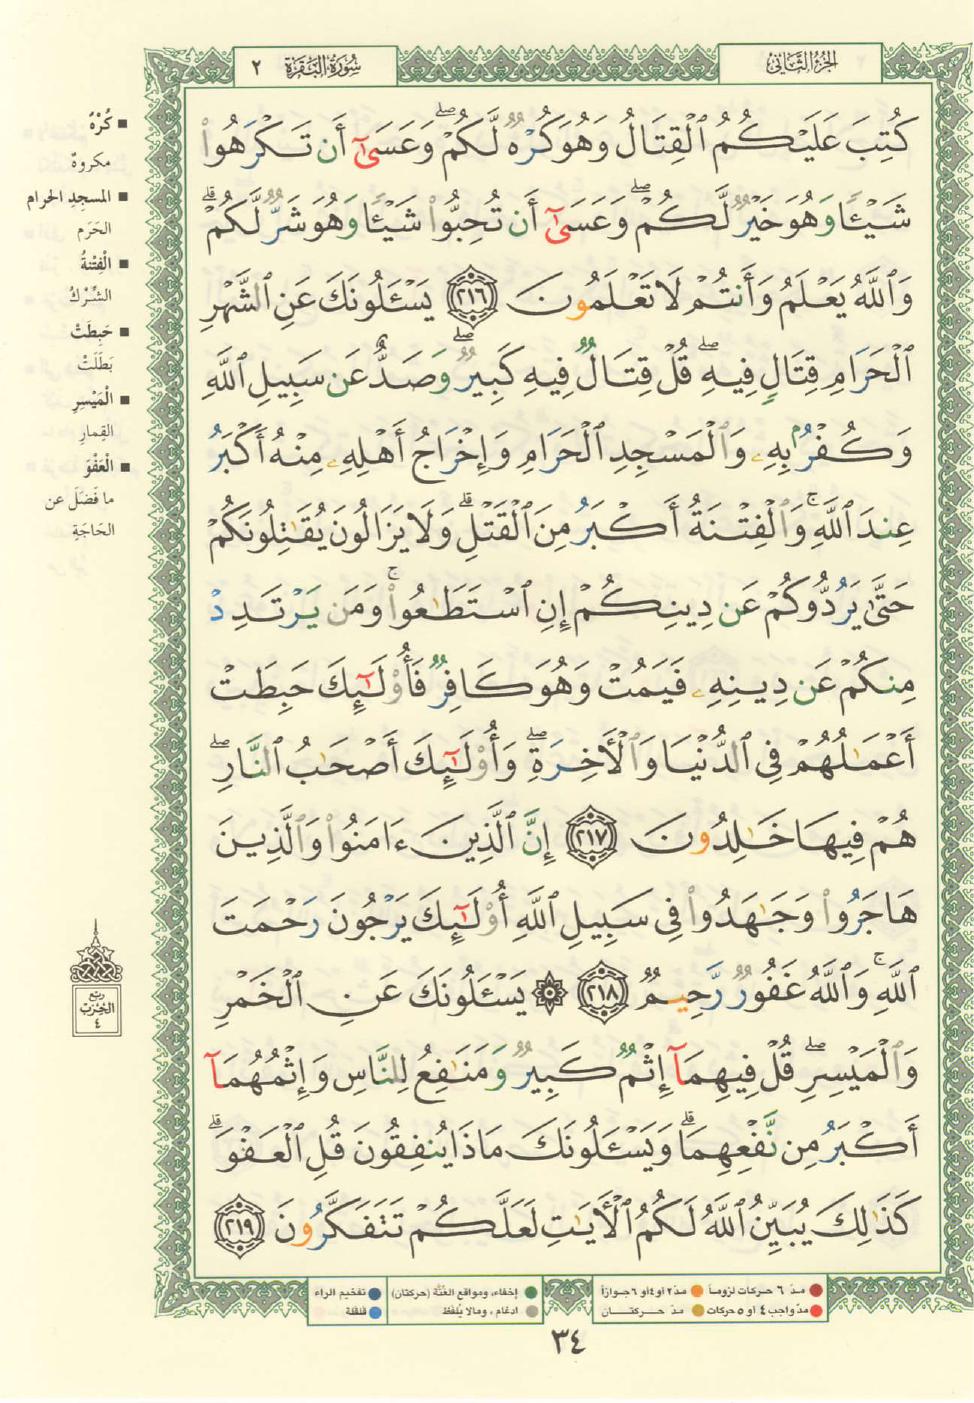 الجزء الثاني
سورة البقرة ٢
كُتِبَ عَلَيْكُمُ ٱلْقِتَالُ وَهُوَ كُرْهٌ لَّكُمْ ۖ وَعَسَىٰٓ أَن تَكْرَهُوا۟
شَيْـًٔا وَهُوَ خَيْرٌ لَّكُمْ ۖ وَعَسَىٰٓ أَن تُحِبُّوا۟ شَيْـًٔا وَهُوَ شَرٌّ لَّكُمْ ۗ
وَٱللَّهُ يَعْلَمُ وَأَنتُمْ لَا تَعْلَمُونَ ٢١٦ يَسْـَٔلُونَكَ عَنِ ٱلشَّهْرِ
ٱلْحَرَامِ قِتَالٍ فِيهِ ۖ قُلْ قِتَالٌ فِيهِ كَبِيرٌ ۖ وَصَدٌّ عَن سَبِيلِ ٱللَّهِ
وَكُفْرٌۢ بِهِۦ وَٱلْمَسْجِدِ ٱلْحَرَامِ وَإِخْرَاجُ أَهْلِهِۦ مِنْهُ أَكْبَرُ
عِندَ ٱللَّهِ ۚ وَٱلْفِتْنَةُ أَكْبَرُ مِنَ ٱلْقَتْلِ ۗ وَلَا يَزَالُونَ يُقَـٰتِلُونَكُمْ
حَتَّىٰ يَرُدُّوكُمْ عَن دِينِكُمْ إِنِ ٱسْتَطَـٰعُوا۟ ۚ وَمَن يَرْتَدِدْ
مِنكُمْ عَن دِينِهِۦ فَيَمُتْ وَهُوَ كَافِرٌ فَأُو۟لَـٰٓئِكَ حَبِطَتْ
أَعْمَـٰلُهُمْ فِى ٱلدُّنْيَا وَٱلْـَٔاخِرَةِ ۖ وَأُو۟لَـٰٓئِكَ أَصْحَـٰبُ ٱلنَّارِ ۖ
هُمْ فِيهَا خَـٰلِدُونَ ٢١٧ إِنَّ ٱلَّذِينَ ءَامَنُوا۟ وَٱلَّذِينَ
هَاجَرُوا۟ وَجَـٰهَدُوا۟ فِى سَبِيلِ ٱللَّهِ أُو۟لَـٰٓئِكَ يَرْجُونَ رَحْمَتَ
ٱللَّهِ ۚ وَٱللَّهُ غَفُورٌ رَّحِيمٌ ٢١٨ ۞ يَسْـَٔلُونَكَ عَنِ ٱلْخَمْرِ
وَٱلْمَيْسِرِ ۖ قُلْ فِيهِمَآ إِثْمٌ كَبِيرٌ وَمَنَـٰفِعُ لِلنَّاسِ وَإِثْمُهُمَآ
أَكْبَرُ مِن نَّفْعِهِمَا ۗ وَيَسْـَٔلُونَكَ مَاذَا يُنفِقُونَ قُلِ ٱلْعَفْوَ ۗ
كَذَٰلِكَ يُبَيِّنُ ٱللَّهُ لَكُمُ ٱلْـَٔايَـٰتِ لَعَلَّكُمْ تَتَفَكَّرُونَ ٢١٩
■ كُرْهٌ
مكروهٌ
■ المسجدِ الحرام
الحَرَم
■ الْفِتْنَةُ
الشِّرْكُ
■ حَبِطَتْ
بَطَلَتْ
■ الْمَيْسِرِ
القِمارِ
■ الْعَفْوَ
ما فَضَلَ عن
الحَاجَةِ
ربع
الحزب
٤
مدّ ٦ حركات لزوماً
مدّ ٢ أو ٤ أو ٦ جوازاً
إخفاء، ومواقع الغُنَّة (حركتان)
تفخيم الراء
مدّ واجب ٤ أو ٥ حركات
مدّ حركتان
ادغام، ومالا يُلفَظ
قلقلة
٣٤